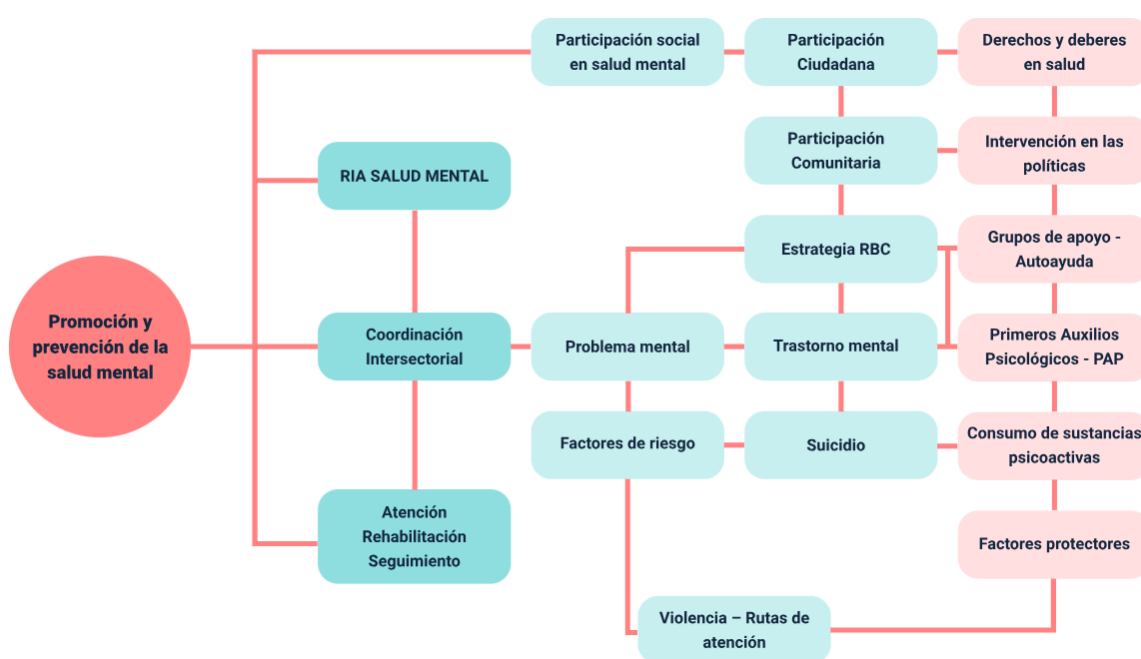 Participación social
en salud mental
Participación
Ciudadana
Derechos y deberes
en salud
Participación
Comunitaria
Intervención en las
políticas
RIA SALUD MENTAL
Estrategia RBC
Grupos de apoyo -
Autoayuda
Promoción y
prevención de la
salud mental
Coordinación
Intersectorial
Problema mental
Trastorno mental
Primeros Auxilios
Psicológicos - PAP
Factores de riesgo
Suicidio
Consumo de sustancias
psicoactivas
Atención
Rehabilitación
Seguimiento
Factores protectores
Violencia – Rutas de
atención